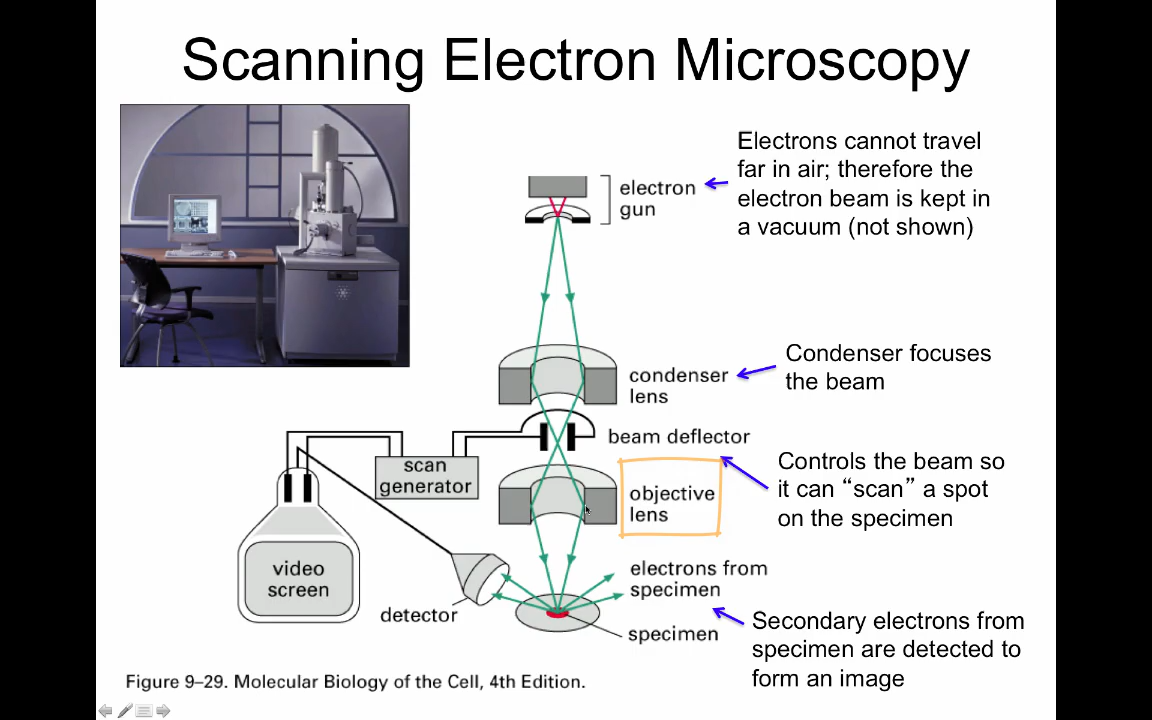 Scanning Electron Microscopy
Electrons cannot travel
far in air; therefore the
electron beam is kept in
a vacuum (not shown)
electron
gun
Condenser focuses
the beam
condenser
lens
beam deflector
Controls the beam so
it can “scan” a spot
on the specimen
scan
generator
objective
lens
video
screen
detector
electrons from
specimen
specimen
Secondary electrons from
specimen are detected to
form an image
Figure 9–29. Molecular Biology of the Cell, 4th Edition.